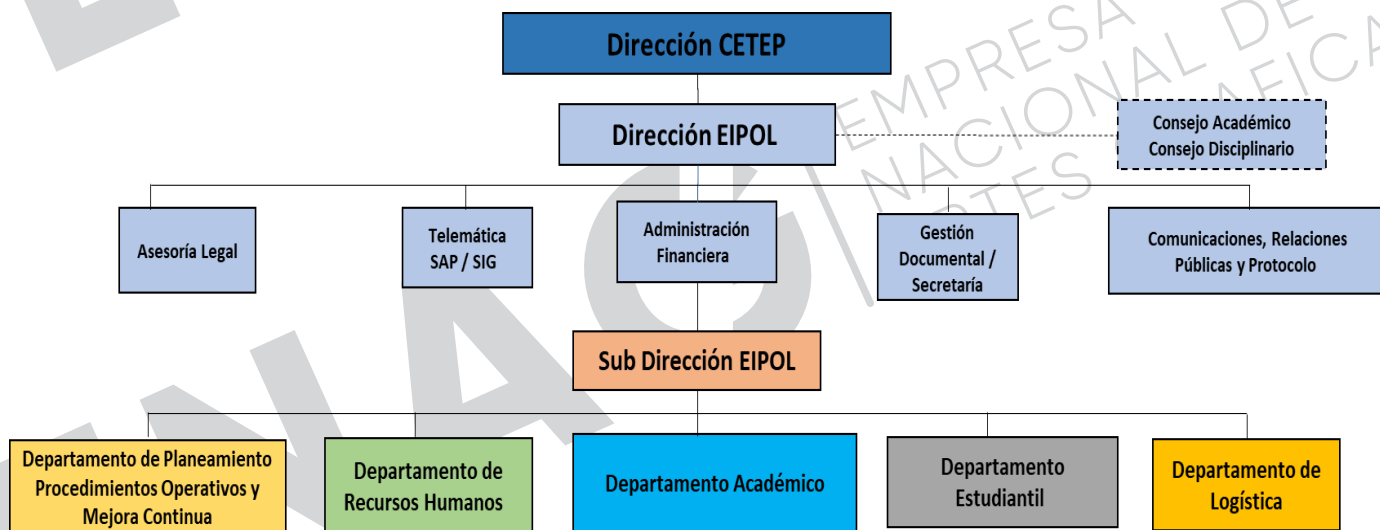 Dirección CETEP
Dirección EIPOL
Consejo Académico
Consejo Disciplinario
Asesoría Legal
Telemática
SAP / SIG
Administración
Financiera
Gestión
Documental /
Secretaría
Comunicaciones, Relaciones
Públicas y Protocolo
Sub Dirección EIPOL
Departamento de Planeamiento
Procedimientos Operativos y
Mejora Continua
Departamento de
Recursos Humanos
Departamento Académico
Departamento
Estudiantil
Departamento de
Logística
EMPRESA
NACIONAL DE